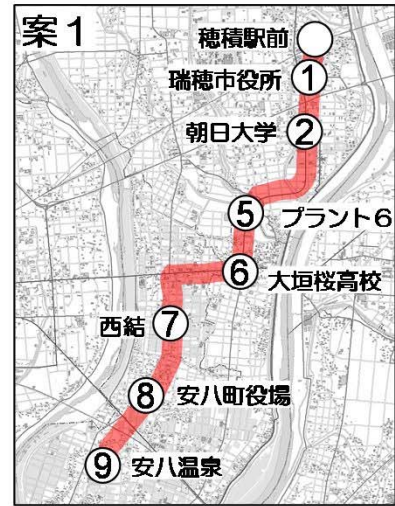 案1
穂積駅前
瑞穂市役所 ①
朝日大学 ②
⑤ プラント6
⑥ 大垣桜高校
西結 ⑦
⑧ 安八町役場
⑨ 安八温泉